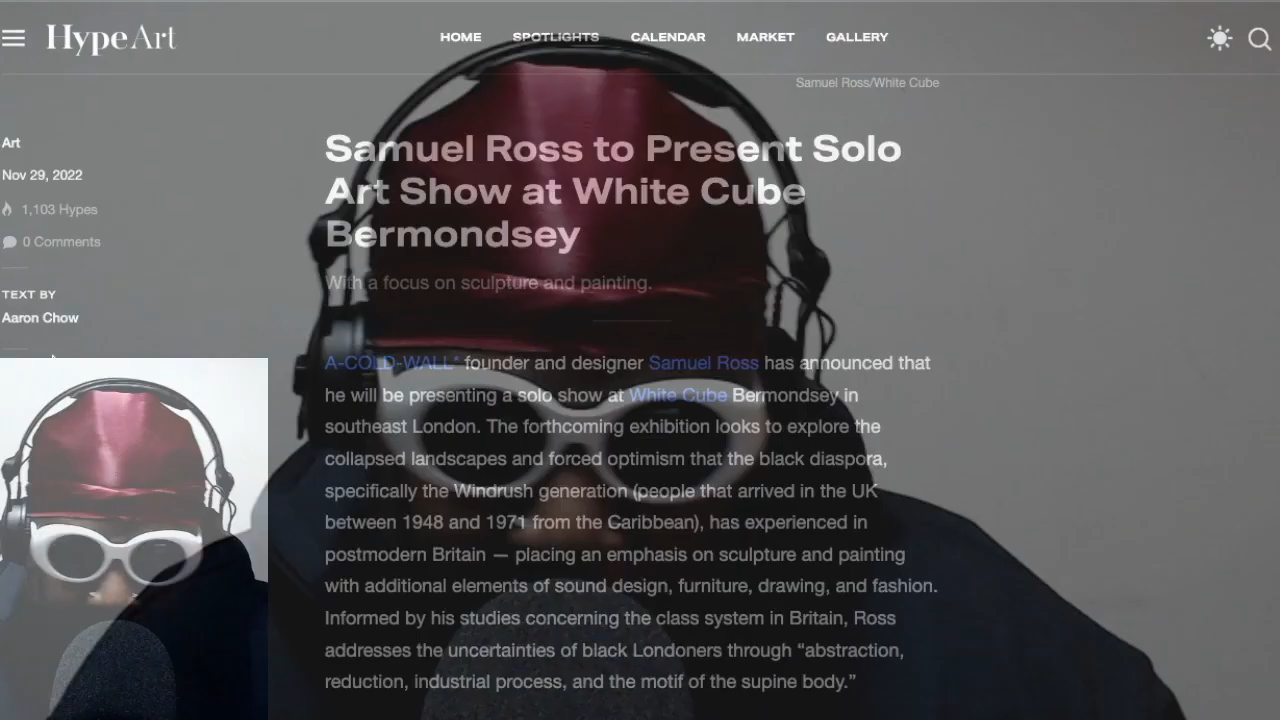 HypeArt
HOME SPOTLIGHTS CALENDAR MARKET GALLERY
Samuel Ross/White Cube
Art
Nov 29, 2022
1,103 Hypes
0 Comments
TEXT BY
Aaron Chow
Samuel Ross to Present Solo
Art Show at White Cube
Bermondsey
With a focus on sculpture and painting.
A-COLD-WALL* founder and designer Samuel Ross has announced that
he will be presenting a solo show at White Cube Bermondsey in
southeast London. The forthcoming exhibition looks to explore the
collapsed landscapes and forced optimism that the black diaspora,
specifically the Windrush generation (people that arrived in the UK
between 1948 and 1971 from the Caribbean), has experienced in
postmodern Britain — placing an emphasis on sculpture and painting
with additional elements of sound design, furniture, drawing, and fashion.
Informed by his studies concerning the class system in Britain, Ross
addresses the uncertainties of black Londoners through “abstraction,
reduction, industrial process, and the motif of the supine body.”